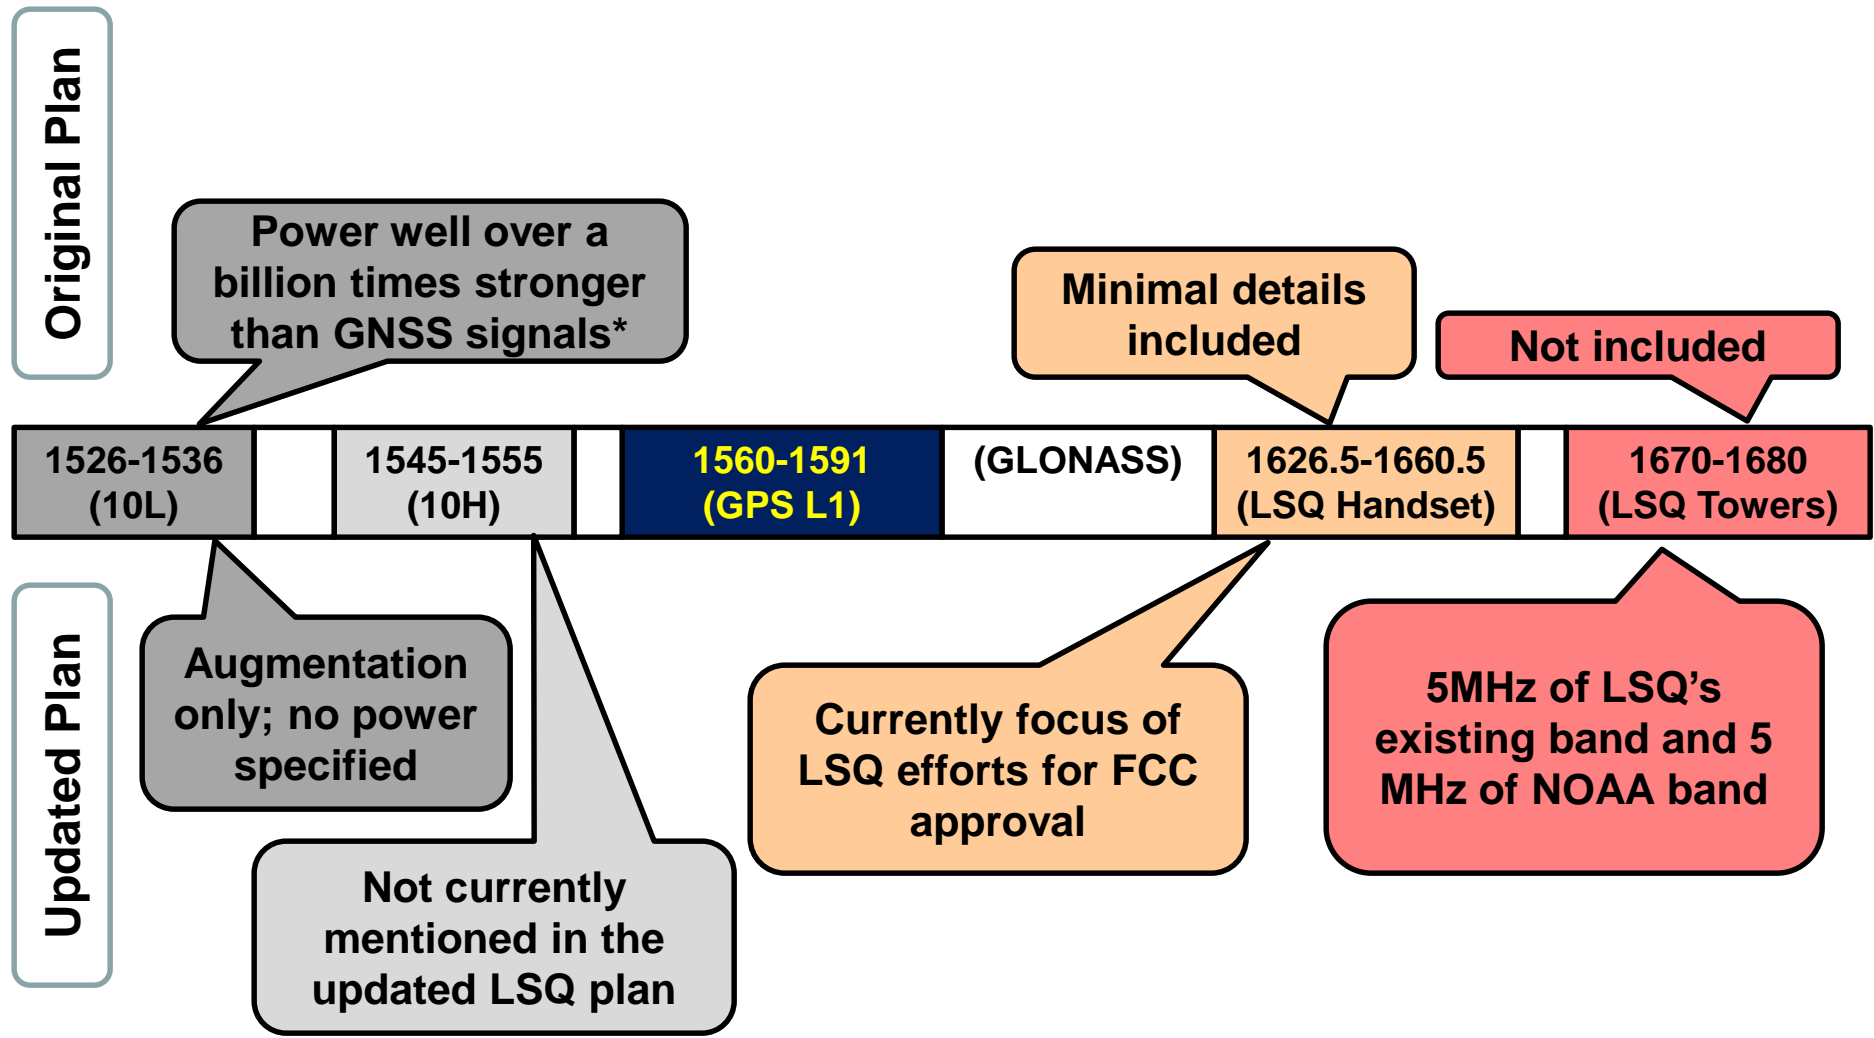 Original Plan
Power well over a
billion times stronger
than GNSS signals*
Minimal details
included
Not included
1526-1536
(10L)
1545-1555
(10H)
1560-1591
(GPS L1)
(GLONASS)
1626.5-1660.5
(LSQ Handset)
1670-1680
(LSQ Towers)
Updated Plan
Augmentation
only; no power
specified
Not currently
mentioned in the
updated LSQ plan
Currently focus of
LSQ efforts for FCC
approval
5MHz of LSQ’s
existing band and 5
MHz of NOAA band